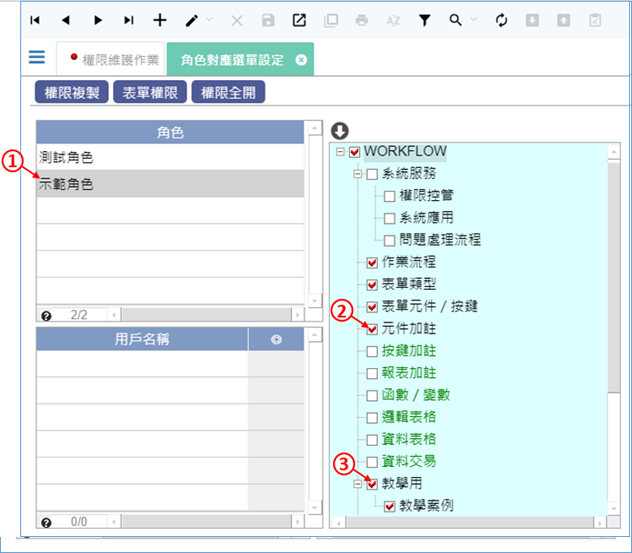 權限維護作業
角色對應選單設定
權限複製 表單權限 權限全開
角色
① 測試角色
示範角色
2/2
用戶名稱 ◎
0/0
WORKFLOW
系統服務
權限控管
系統應用
問題處理流程
作業流程
表單類型
② 表單元件 / 按鍵
元件加註
按鍵加註
報表加註
函數 / 變數
邏輯表格
資料表格
資料交易
③ 教學用
教學案例